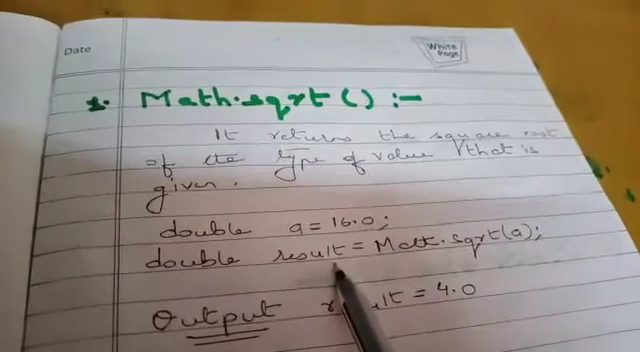 Date
White Page
1. Math.sqrt() :-
It returns the square root
of the type of value that is
given.
double a = 16.0;
double result = Math.sqrt(a);
Output result = 4.0